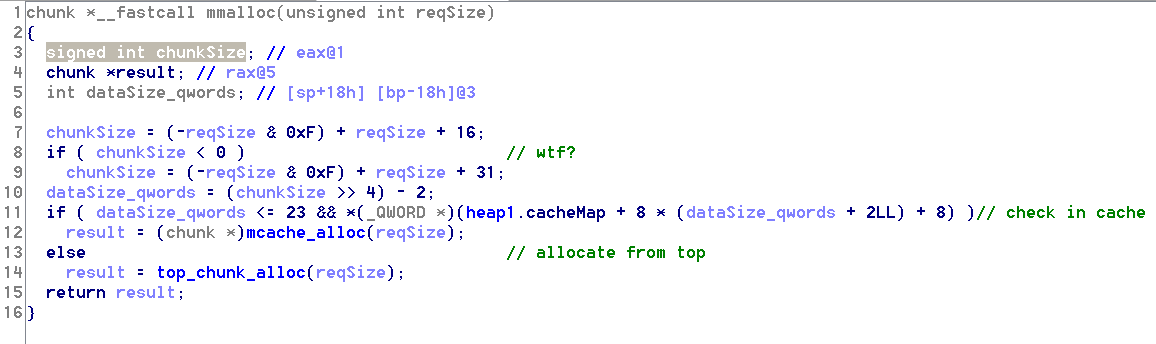 1 chunk *__fastcall mmalloc(unsigned int reqSize)
2 {
3 signed int chunkSize; // eax@1
4 chunk *result; // rax@5
5 int dataSize_qwords; // [sp+18h] [bp-18h]@3
6
7 chunkSize = (-reqSize & 0xF) + reqSize + 16;
8 if ( chunkSize < 0 ) // wtf?
9 chunkSize = (-reqSize & 0xF) + reqSize + 31;
10 dataSize_qwords = (chunkSize >> 4) - 2;
11 if ( dataSize_qwords <= 23 && *(_QWORD *)(heap1.cacheMap + 8 * (dataSize_qwords + 2LL) + 8) )// check in cache
12 result = (chunk *)mcache_alloc(reqSize);
13 else // allocate from top
14 result = top_chunk_alloc(reqSize);
15 return result;
16 }